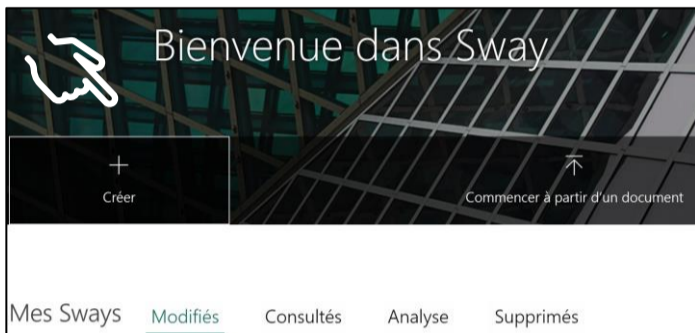 Bienvenue dans Sway
Créer
Commencer à partir d'un document
Mes Sways Modifiés Consultés Analyse Supprimés